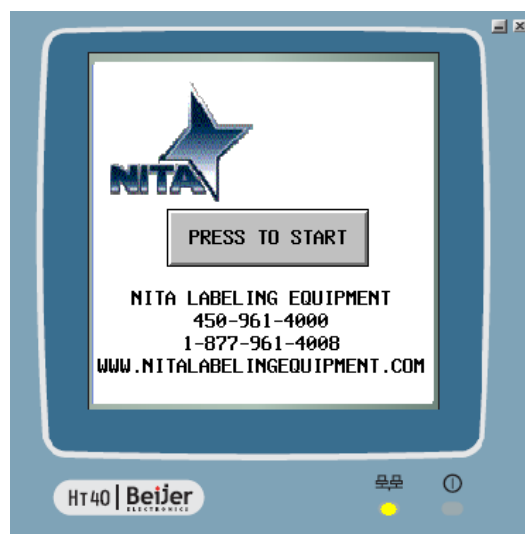 NITA
PRESS TO START
NITA LABELING EQUIPMENT
450-961-4000
1-877-961-4008
WWW.NITALABELINGEQUIPMENT.COM
HT40 Beijer
ELECTRONICS